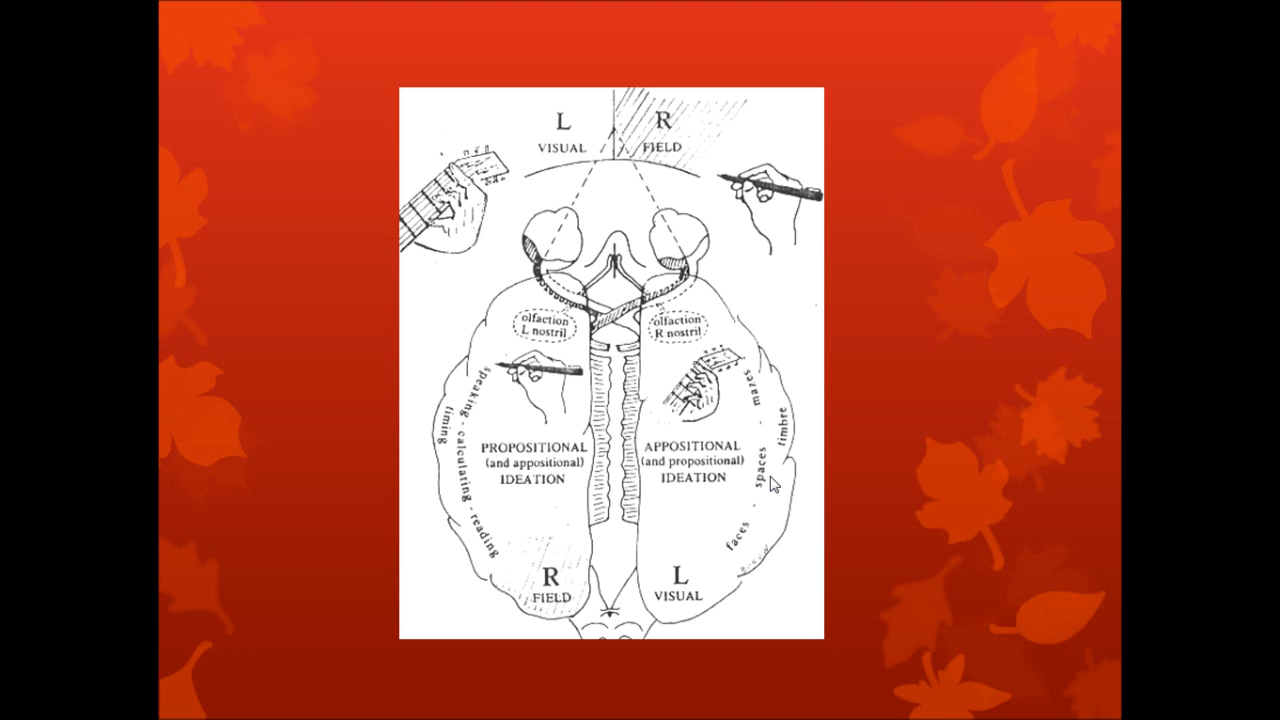 L
VISUAL
R
FIELD
olfaction
L nostril
olfaction
R nostril
speaking - calculating - reading
timing
PROPOSITIONAL
(and appositional)
IDEATION
APPOSITIONAL
(and propositional)
IDEATION
mazes
timbre
spaces
faces
R
FIELD
L
VISUAL